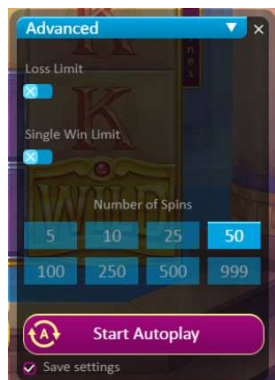 Advanced
Loss Limit
Single Win Limit
WILD
Number of Spins
5 10 25 50
100 250 500 999
A Start Autoplay
Save settings